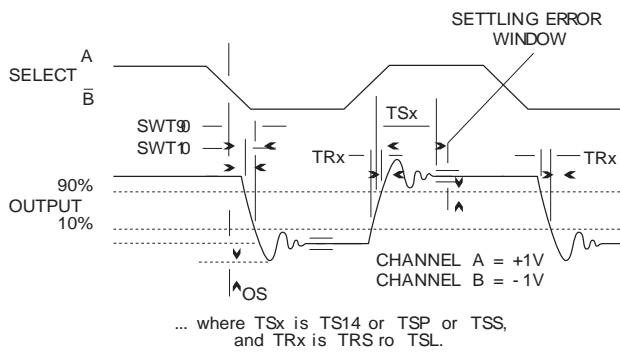 SETTLING ERROR
WINDOW
A
SELECT
B̅
SWT90
SWT10
TSx
TRx
TRx
90%
OUTPUT
10%
OS
CHANNEL A = +1V
CHANNEL B = -1V
... where TSx is TS14 or TSP or TSS,
and TRx is TRS ro TSL.